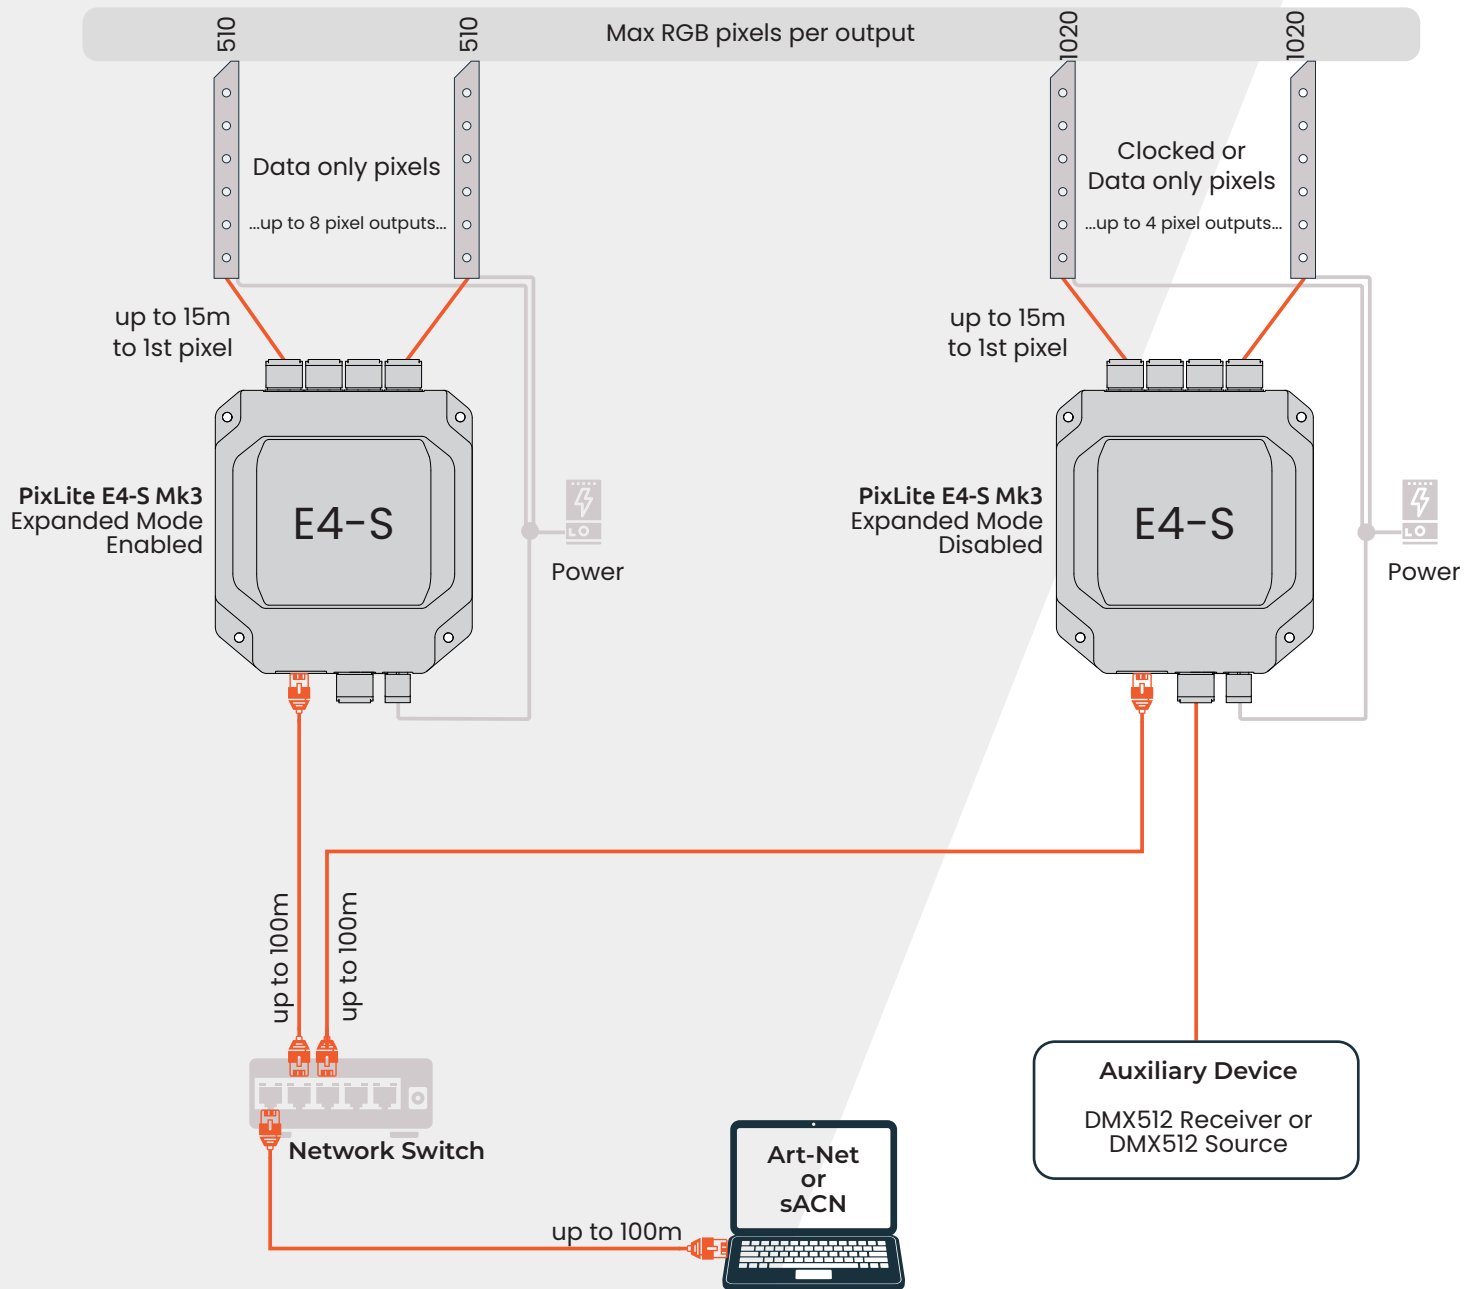 510
510
Max RGB pixels per output
1020
1020
Data only pixels
...up to 8 pixel outputs...
Clocked or
Data only pixels
...up to 4 pixel outputs...
up to 15m
to 1st pixel
up to 15m
to 1st pixel
PixLite E4-S Mk3
Expanded Mode
Enabled
E4-S
LO
Power
PixLite E4-S Mk3
Expanded Mode
Disabled
E4-S
LO
Power
up to 100m
up to 100m
Network Switch
up to 100m
Art-Net
or
sACN
Auxiliary Device
DMX512 Receiver or
DMX512 Source